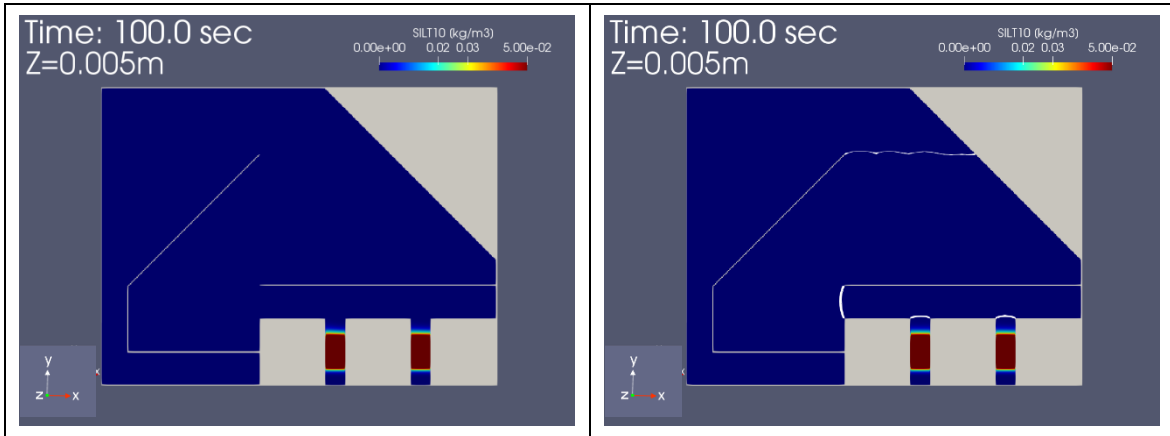 Time: 100.0 sec
Z=0.005m
SILT10 (kg/m3)
0.00e+00 0.02 0.03 5.00e-02
y
z x
x
Time: 100.0 sec
Z=0.005m
SILT10 (kg/m3)
0.00e+00 0.02 0.03 5.00e-02
y
z x
x